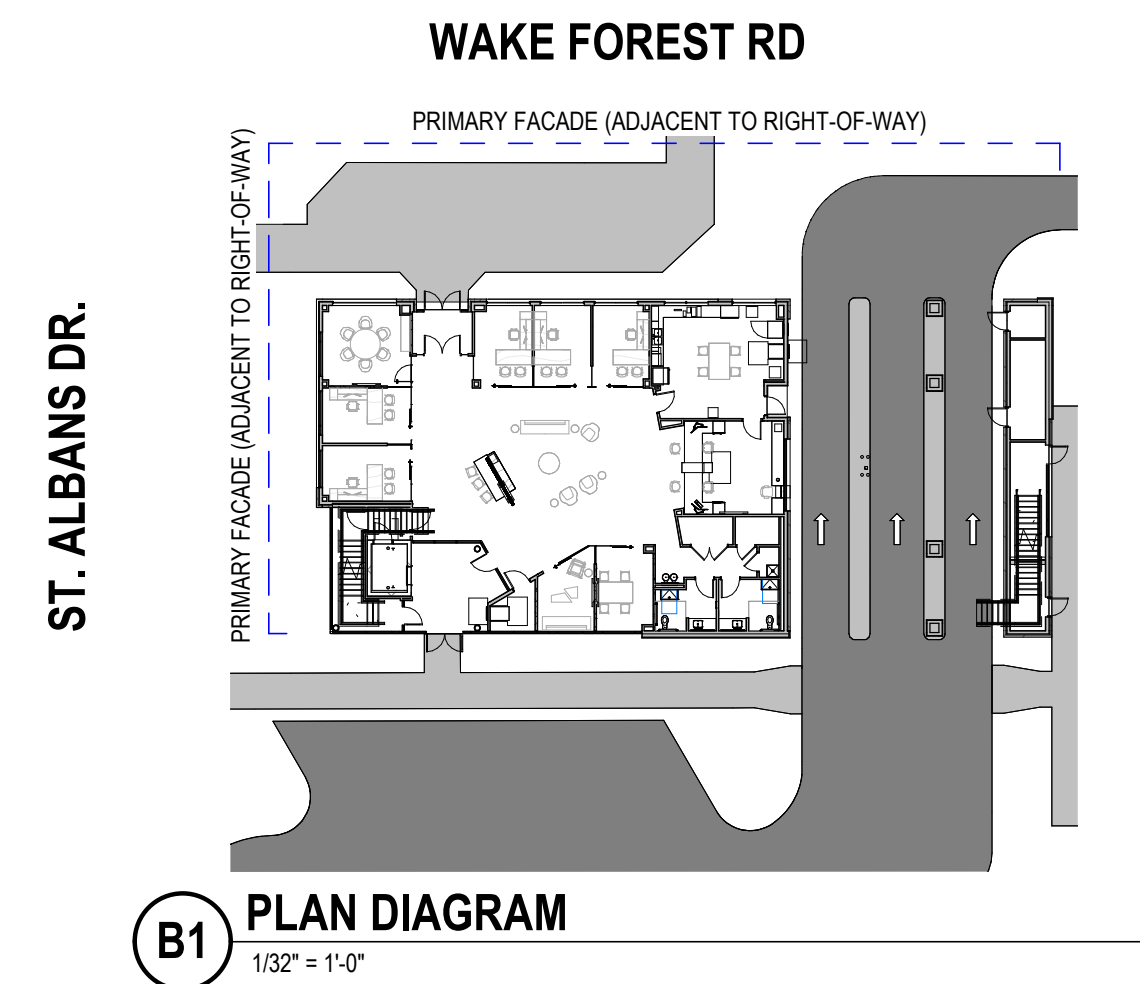 WAKE FOREST RD
PRIMARY FACADE (ADJACENT TO RIGHT-OF-WAY)
PRIMARY FACADE (ADJACENT TO RIGHT-OF-WAY)
ST. ALBANS DR.
B1
PLAN DIAGRAM
1/32" = 1'-0"